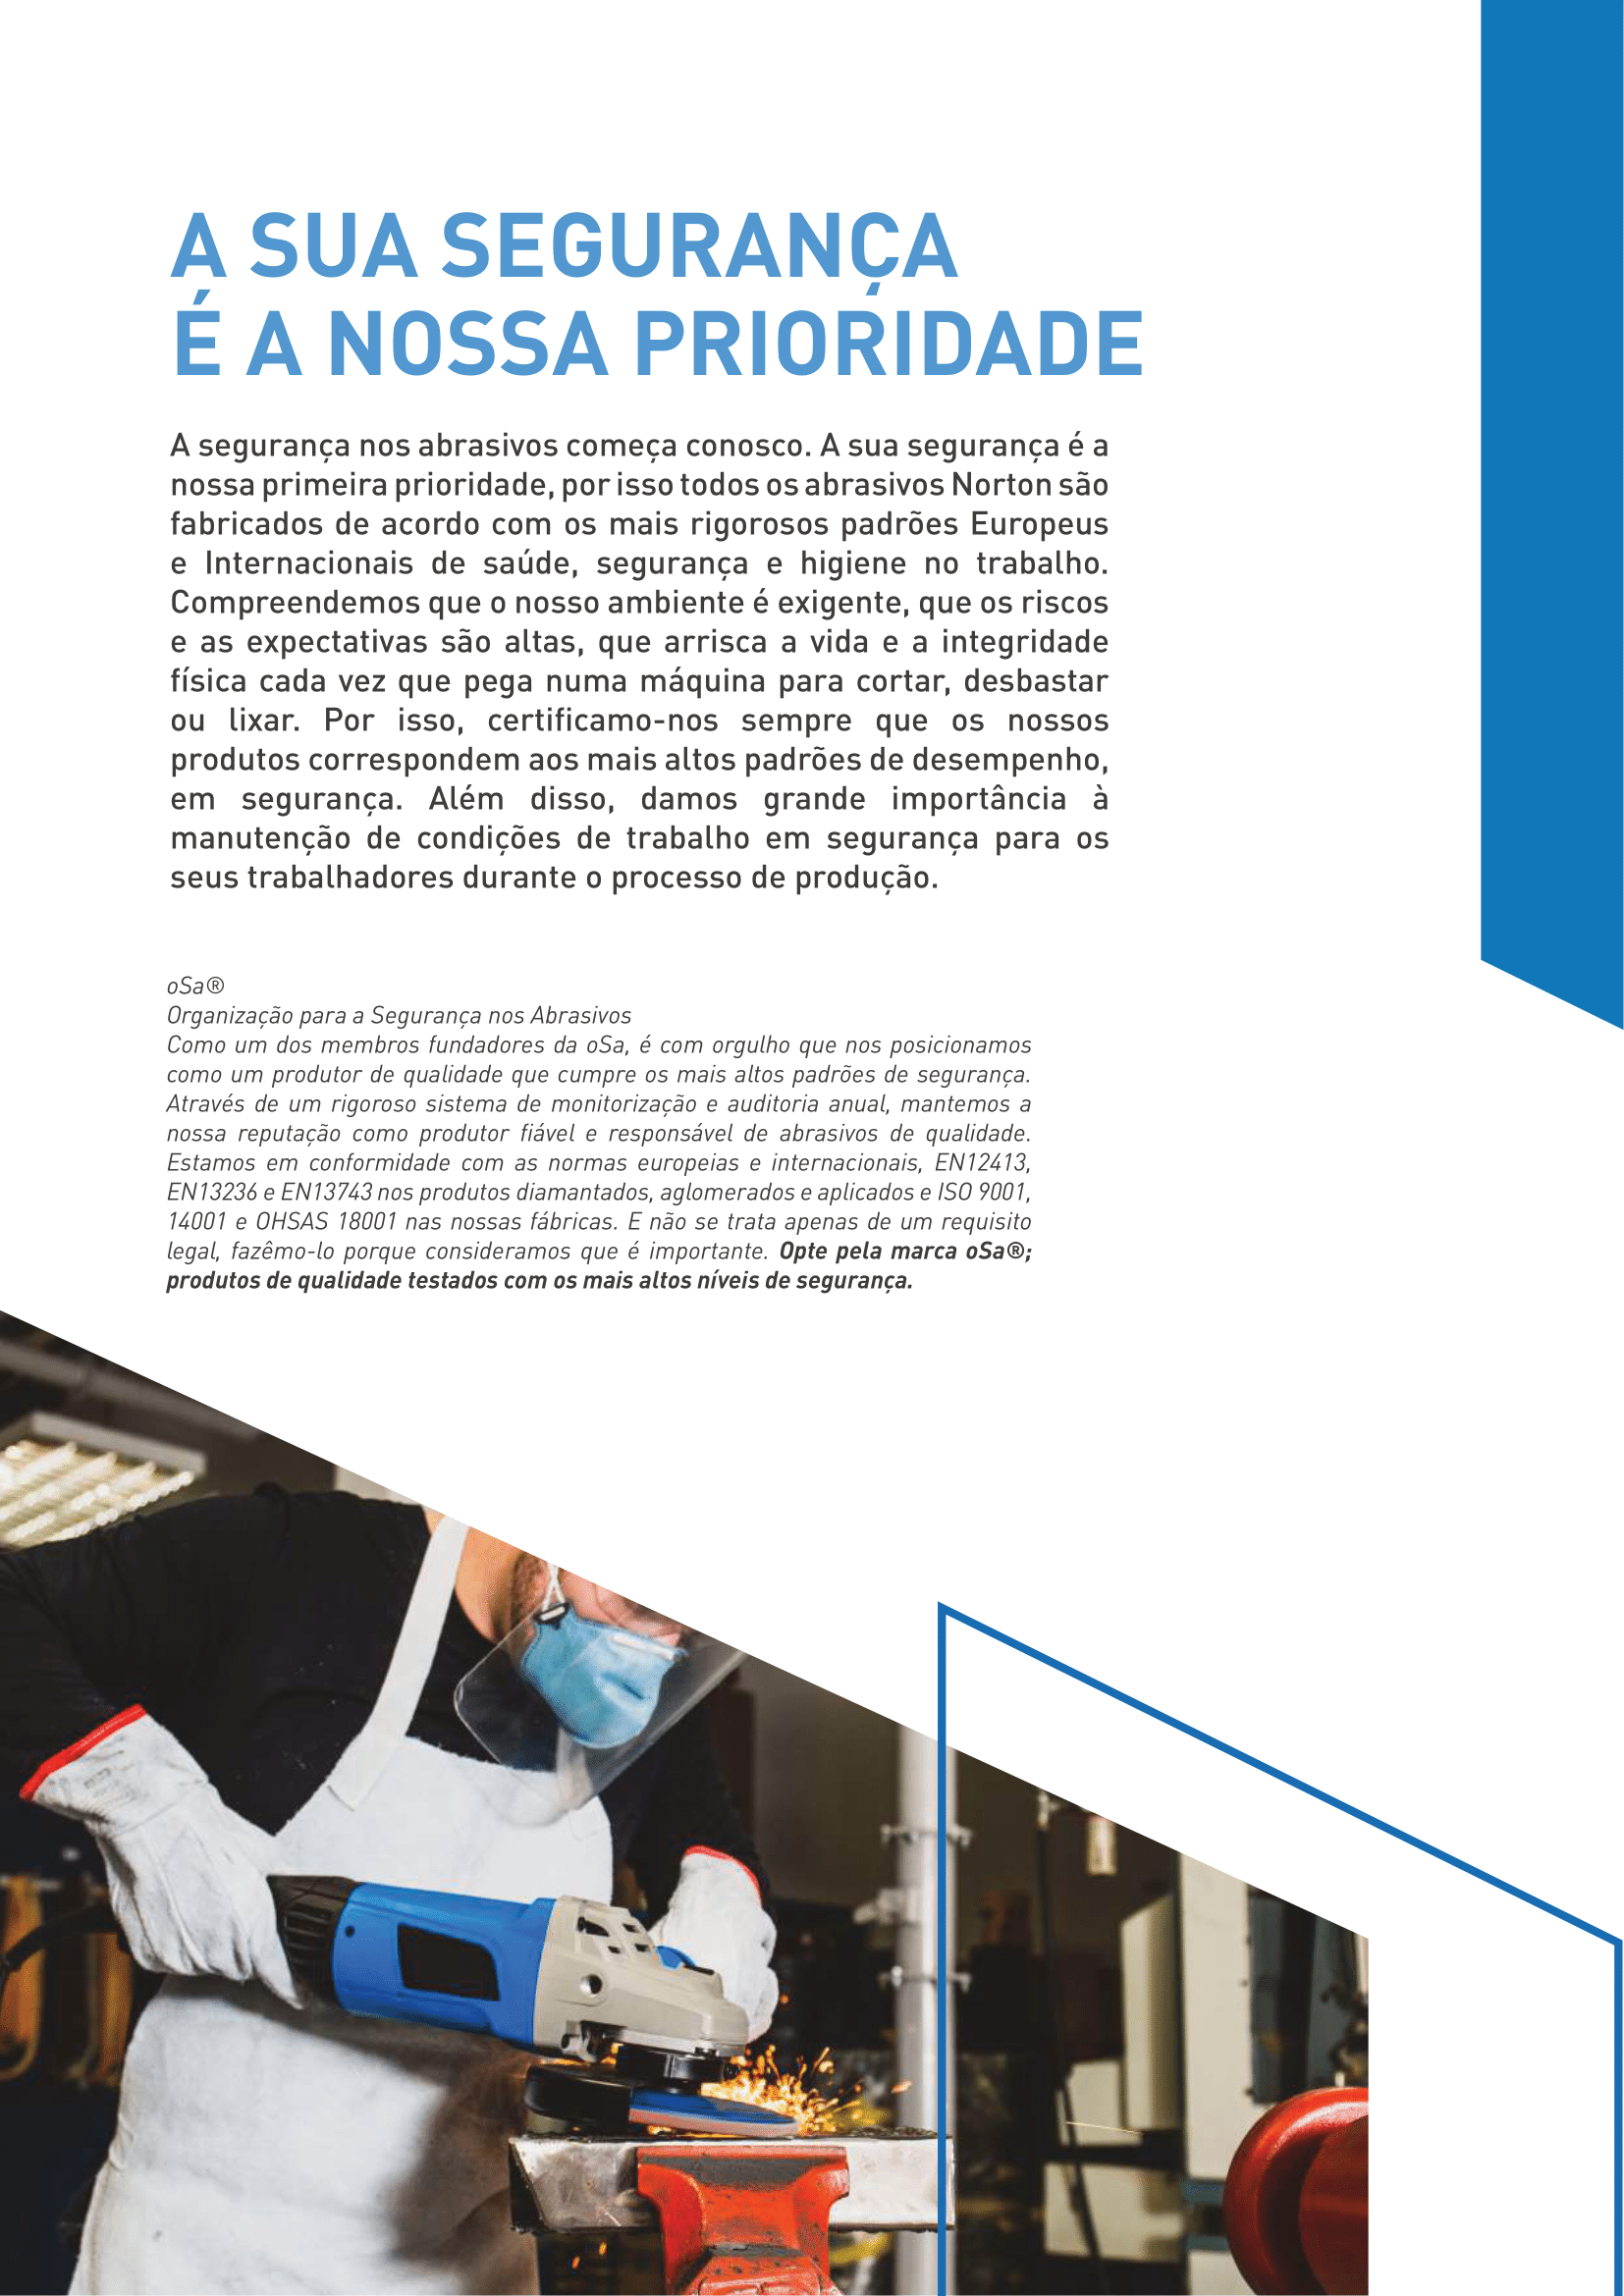 A SUA SEGURANÇA
É A NOSSA PRIORIDADE
A segurança nos abrasivos começa conosco. A sua segurança é a
nossa primeira prioridade, por isso todos os abrasivos Norton são
fabricados de acordo com os mais rigorosos padrões Europeus
e Internacionais de saúde, segurança e higiene no trabalho.
Compreendemos que o nosso ambiente é exigente, que os riscos
e as expectativas são altas, que arrisca a vida e a integridade
física cada vez que pega numa máquina para cortar, desbastar
ou lixar. Por isso, certificamo-nos sempre que os nossos
produtos correspondem aos mais altos padrões de desempenho,
em segurança. Além disso, damos grande importância à
manutenção de condições de trabalho em segurança para os
seus trabalhadores durante o processo de produção.
oSa®
Organização para a Segurança nos Abrasivos
Como um dos membros fundadores da oSa, é com orgulho que nos posicionamos
como um produtor de qualidade que cumpre os mais altos padrões de segurança.
Através de um rigoroso sistema de monitorização e auditoria anual, mantemos a
nossa reputação como produtor fiável e responsável de abrasivos de qualidade.
Estamos em conformidade com as normas europeias e internacionais, EN12413,
EN13236 e EN13743 nos produtos diamantados, aglomerados e aplicados e ISO 9001,
14001 e OHSAS 18001 nas nossas fábricas. E não se trata apenas de um requisito
legal, fazêmo-lo porque consideramos que é importante. Opte pela marca oSa®;
produtos de qualidade testados com os mais altos níveis de segurança.